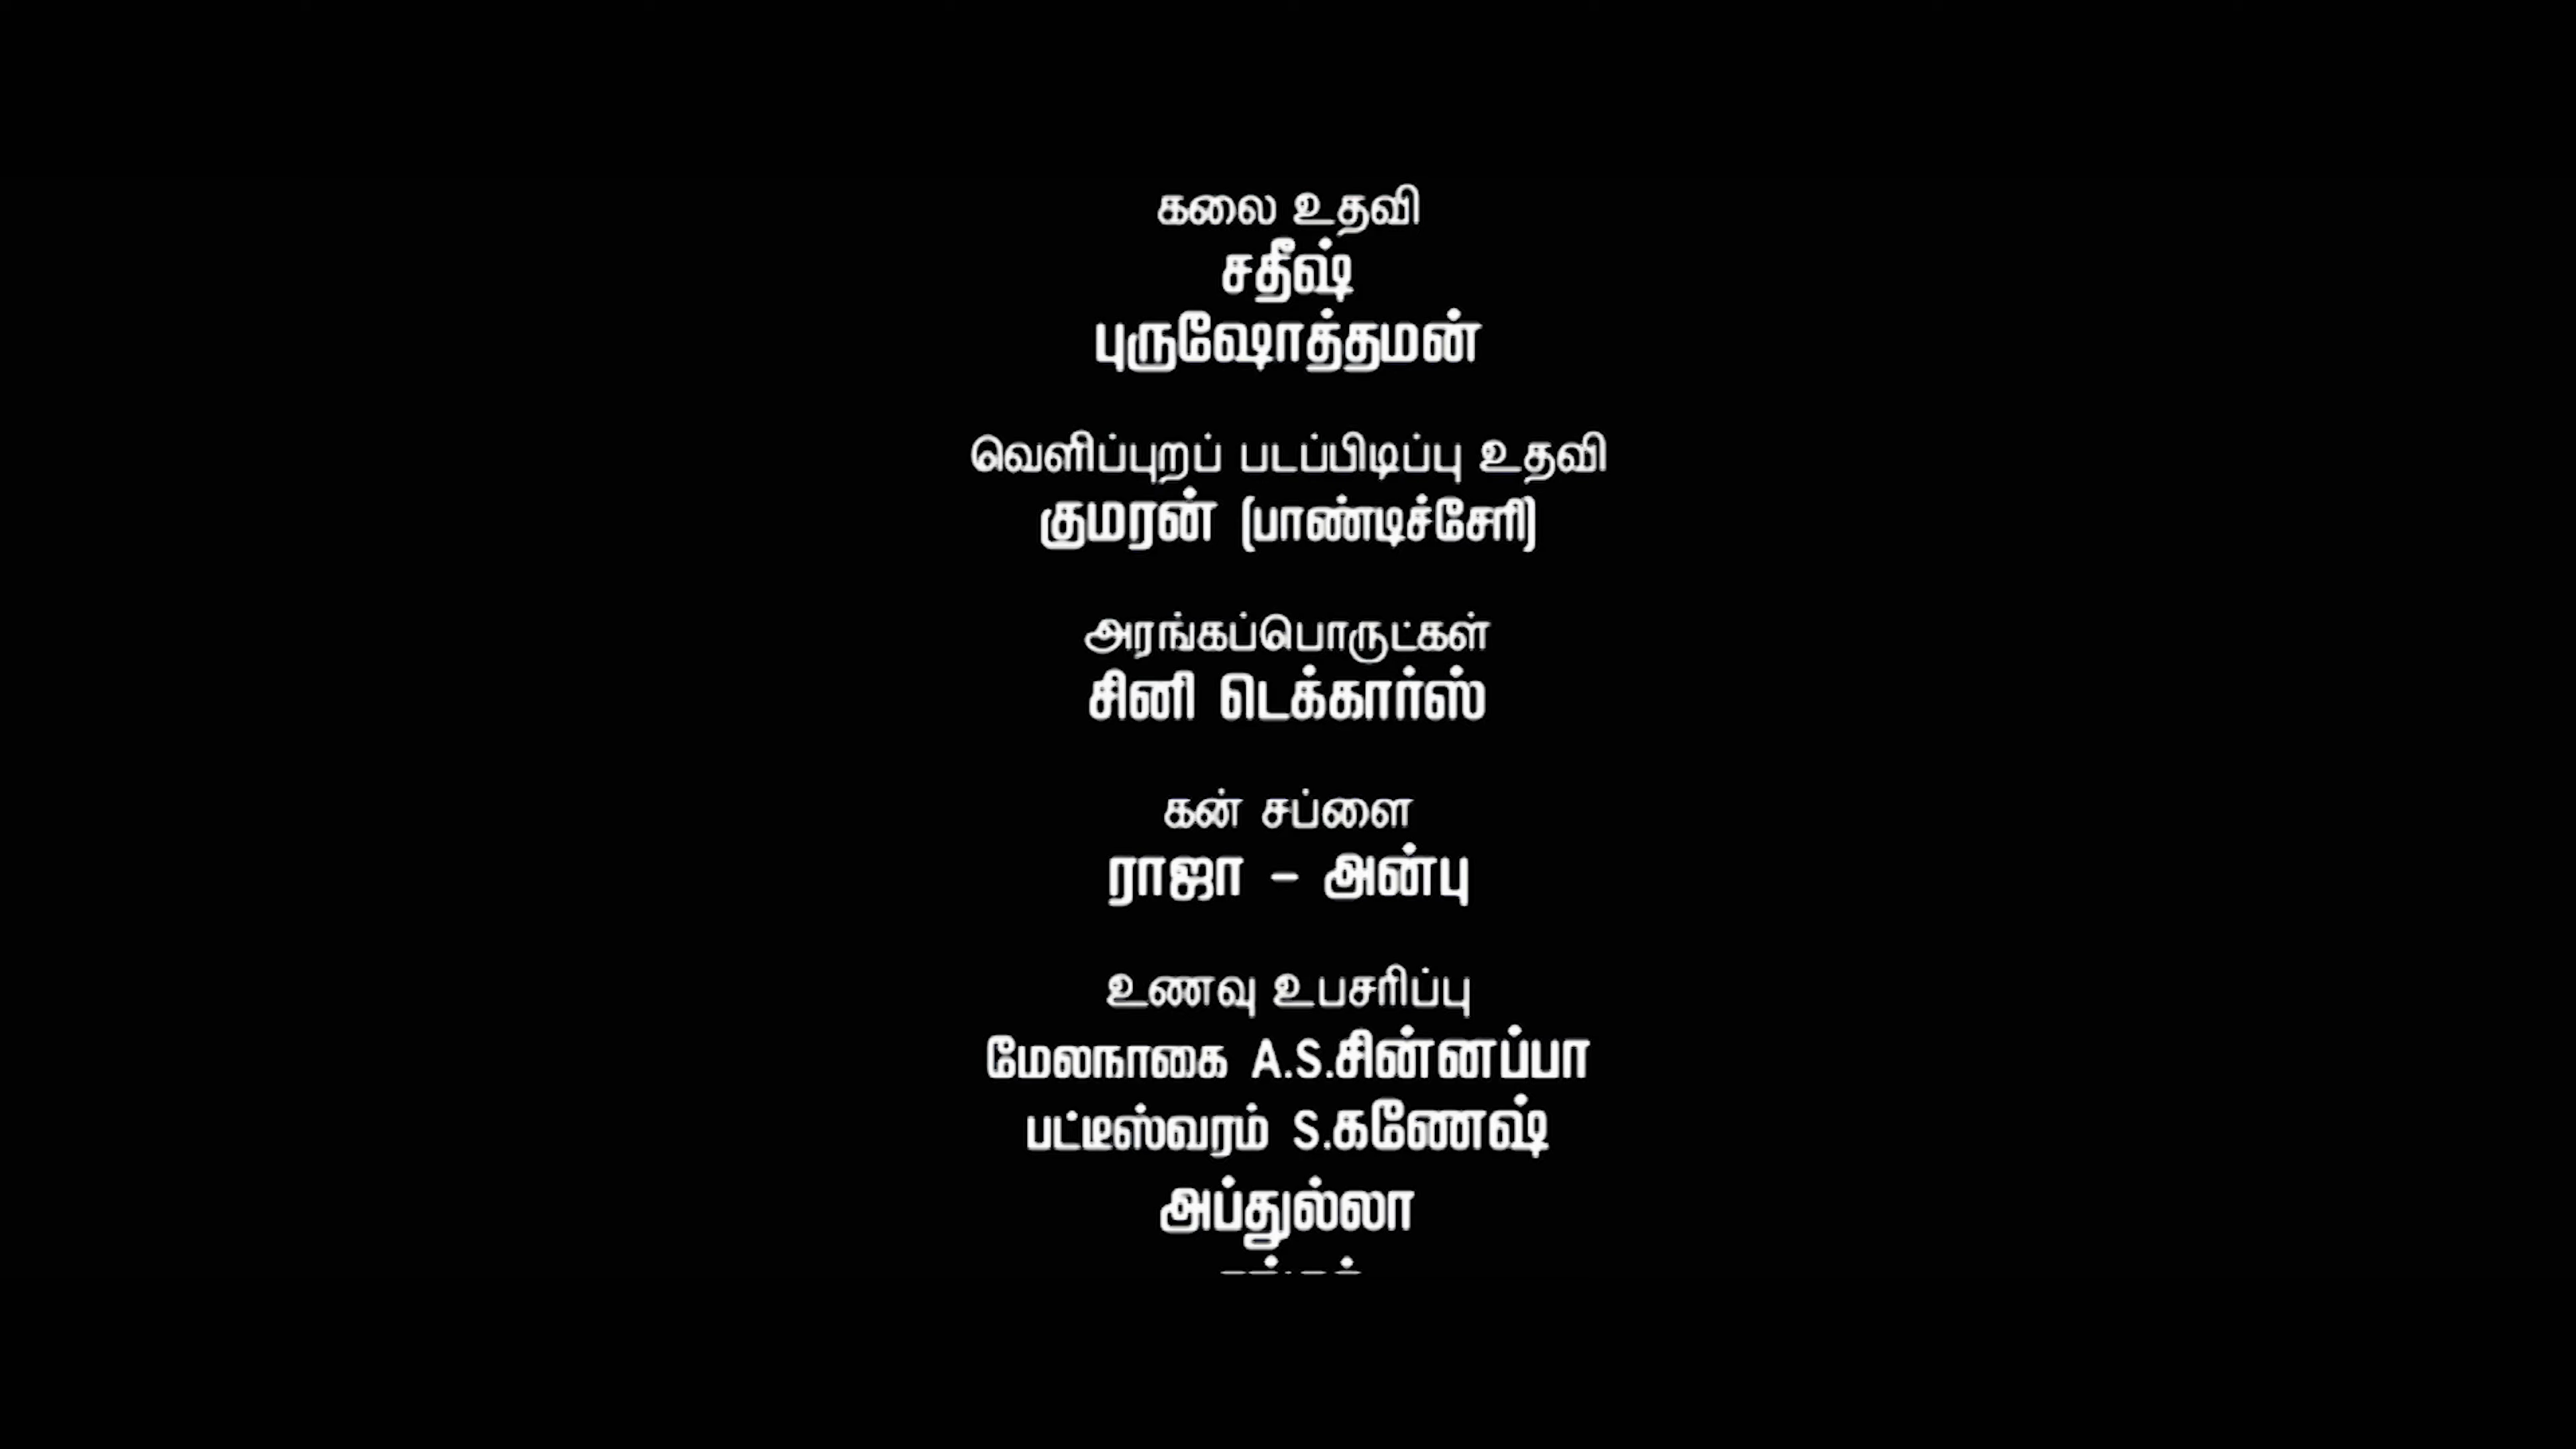 கலை உதவி
சதீஷ்
புருஷோத்தமன்
வெளிப்புறப் படப்பிடிப்பு உதவி
குமரன் (பாண்டிச்சேரி)
அரங்கப்பொருட்கள்
சினி டெக்கார்ஸ்
கன் சப்ளை
ராஜா – அன்பு
உணவு உபசரிப்பு
மேலநாகை A.S.சின்னப்பா
பட்டீஸ்வரம் S.கணேஷ்
அப்துல்லா